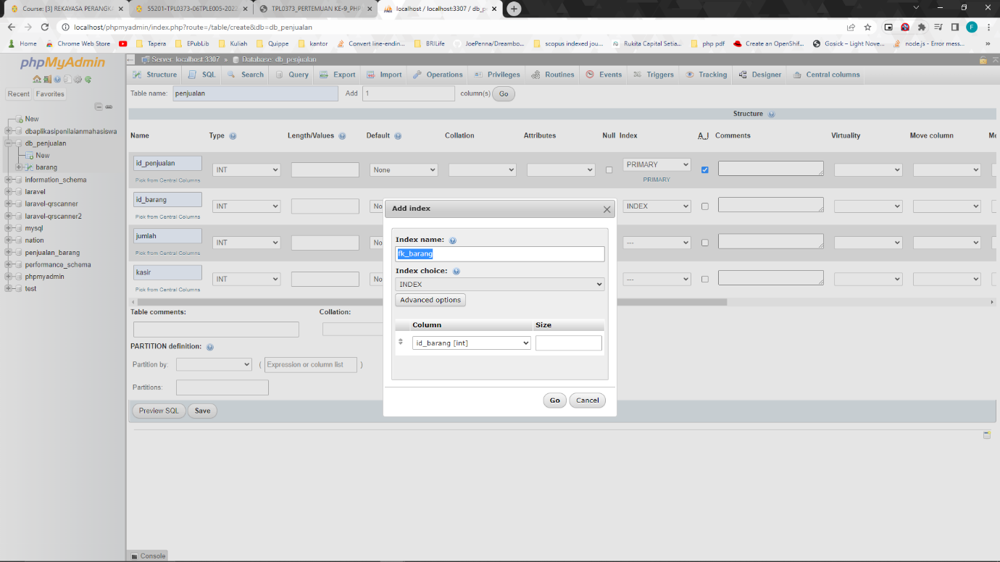 Course: [3] REKAYASA PERANGKA
55201-TPL0373-06TPLE005-2022
TPL0373_PERTEMUAN KE-9_PHP
localhost / localhost:3307 / db_p
localhost/phpmyadmin/index.php?route=/table/create&db=db_penjualan
F
Home
Chrome Web Store
Tapera
EPubLib
Kuliah
Quippe
kantor
Convert line-endin...
BRILife
JoePenna/Dreambo...
scopus indexed jou...
Rukita Capital Setia...
php pdf
Create an OpenShif...
Gosick – Light Nove...
node.js - Error mess...
»
phpMyAdmin
Recent
Favorites
New
dbaplikasipenilaianmahasiswa
db_penjualan
New
barang
information_schema
laravel
laravel-qrscanner
laravel-qrscanner2
mysql
nation
penjualan_barang
performance_schema
phpmyadmin
test
Server: localhost:3307 » Database: db_penjualan
Structure
SQL
Search
Query
Export
Import
Operations
Privileges
Routines
Events
Triggers
Tracking
Designer
Central columns
Table name: penjualan Add 1 column(s) Go
Structure
Name Type Length/Values Default Collation Attributes Null Index A_I Comments Virtuality Move column Me
id_penjualan INT None PRIMARY
Pick from Central Columns PRIMARY
id_barang INT No INDEX
Pick from Central Columns
jumlah INT No ---
Pick from Central Columns
kasir INT No ---
Pick from Central Columns
Table comments: Collation:
PARTITION definition:
Partition by: ( Expression or column list )
Partitions:
Preview SQL Save
Add index
Index name:
fk_barang
Index choice:
INDEX
Advanced options
Column Size
id_barang [int]
Go Cancel
Console